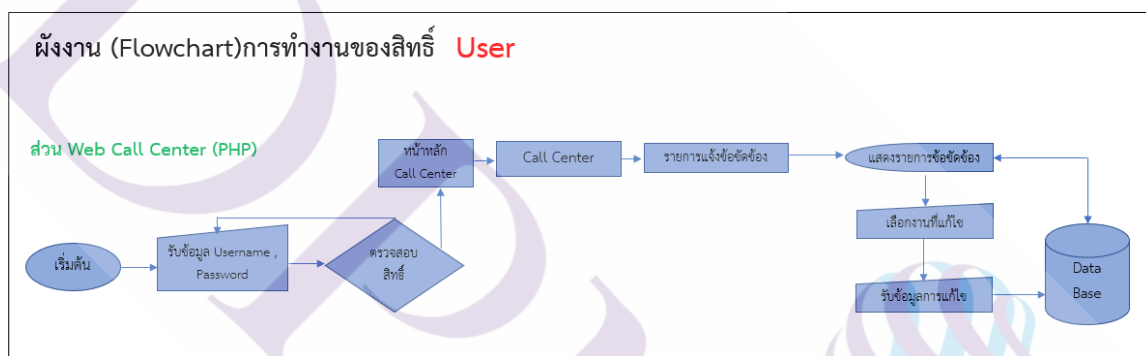 ผังงาน (Flowchart)การทำงานของสิทธิ์ User
ส่วน Web Call Center (PHP)
หน้าหลัก
Call Center
Call Center
รายการแจ้งข้อขัดข้อง
แสดงรายการข้อขัดข้อง
เลือกงานที่แก้ไข
เริ่มต้น
รับข้อมูล Username ,
Password
ตรวจสอบ
สิทธิ์
รับข้อมูลการแก้ไข
Data
Base